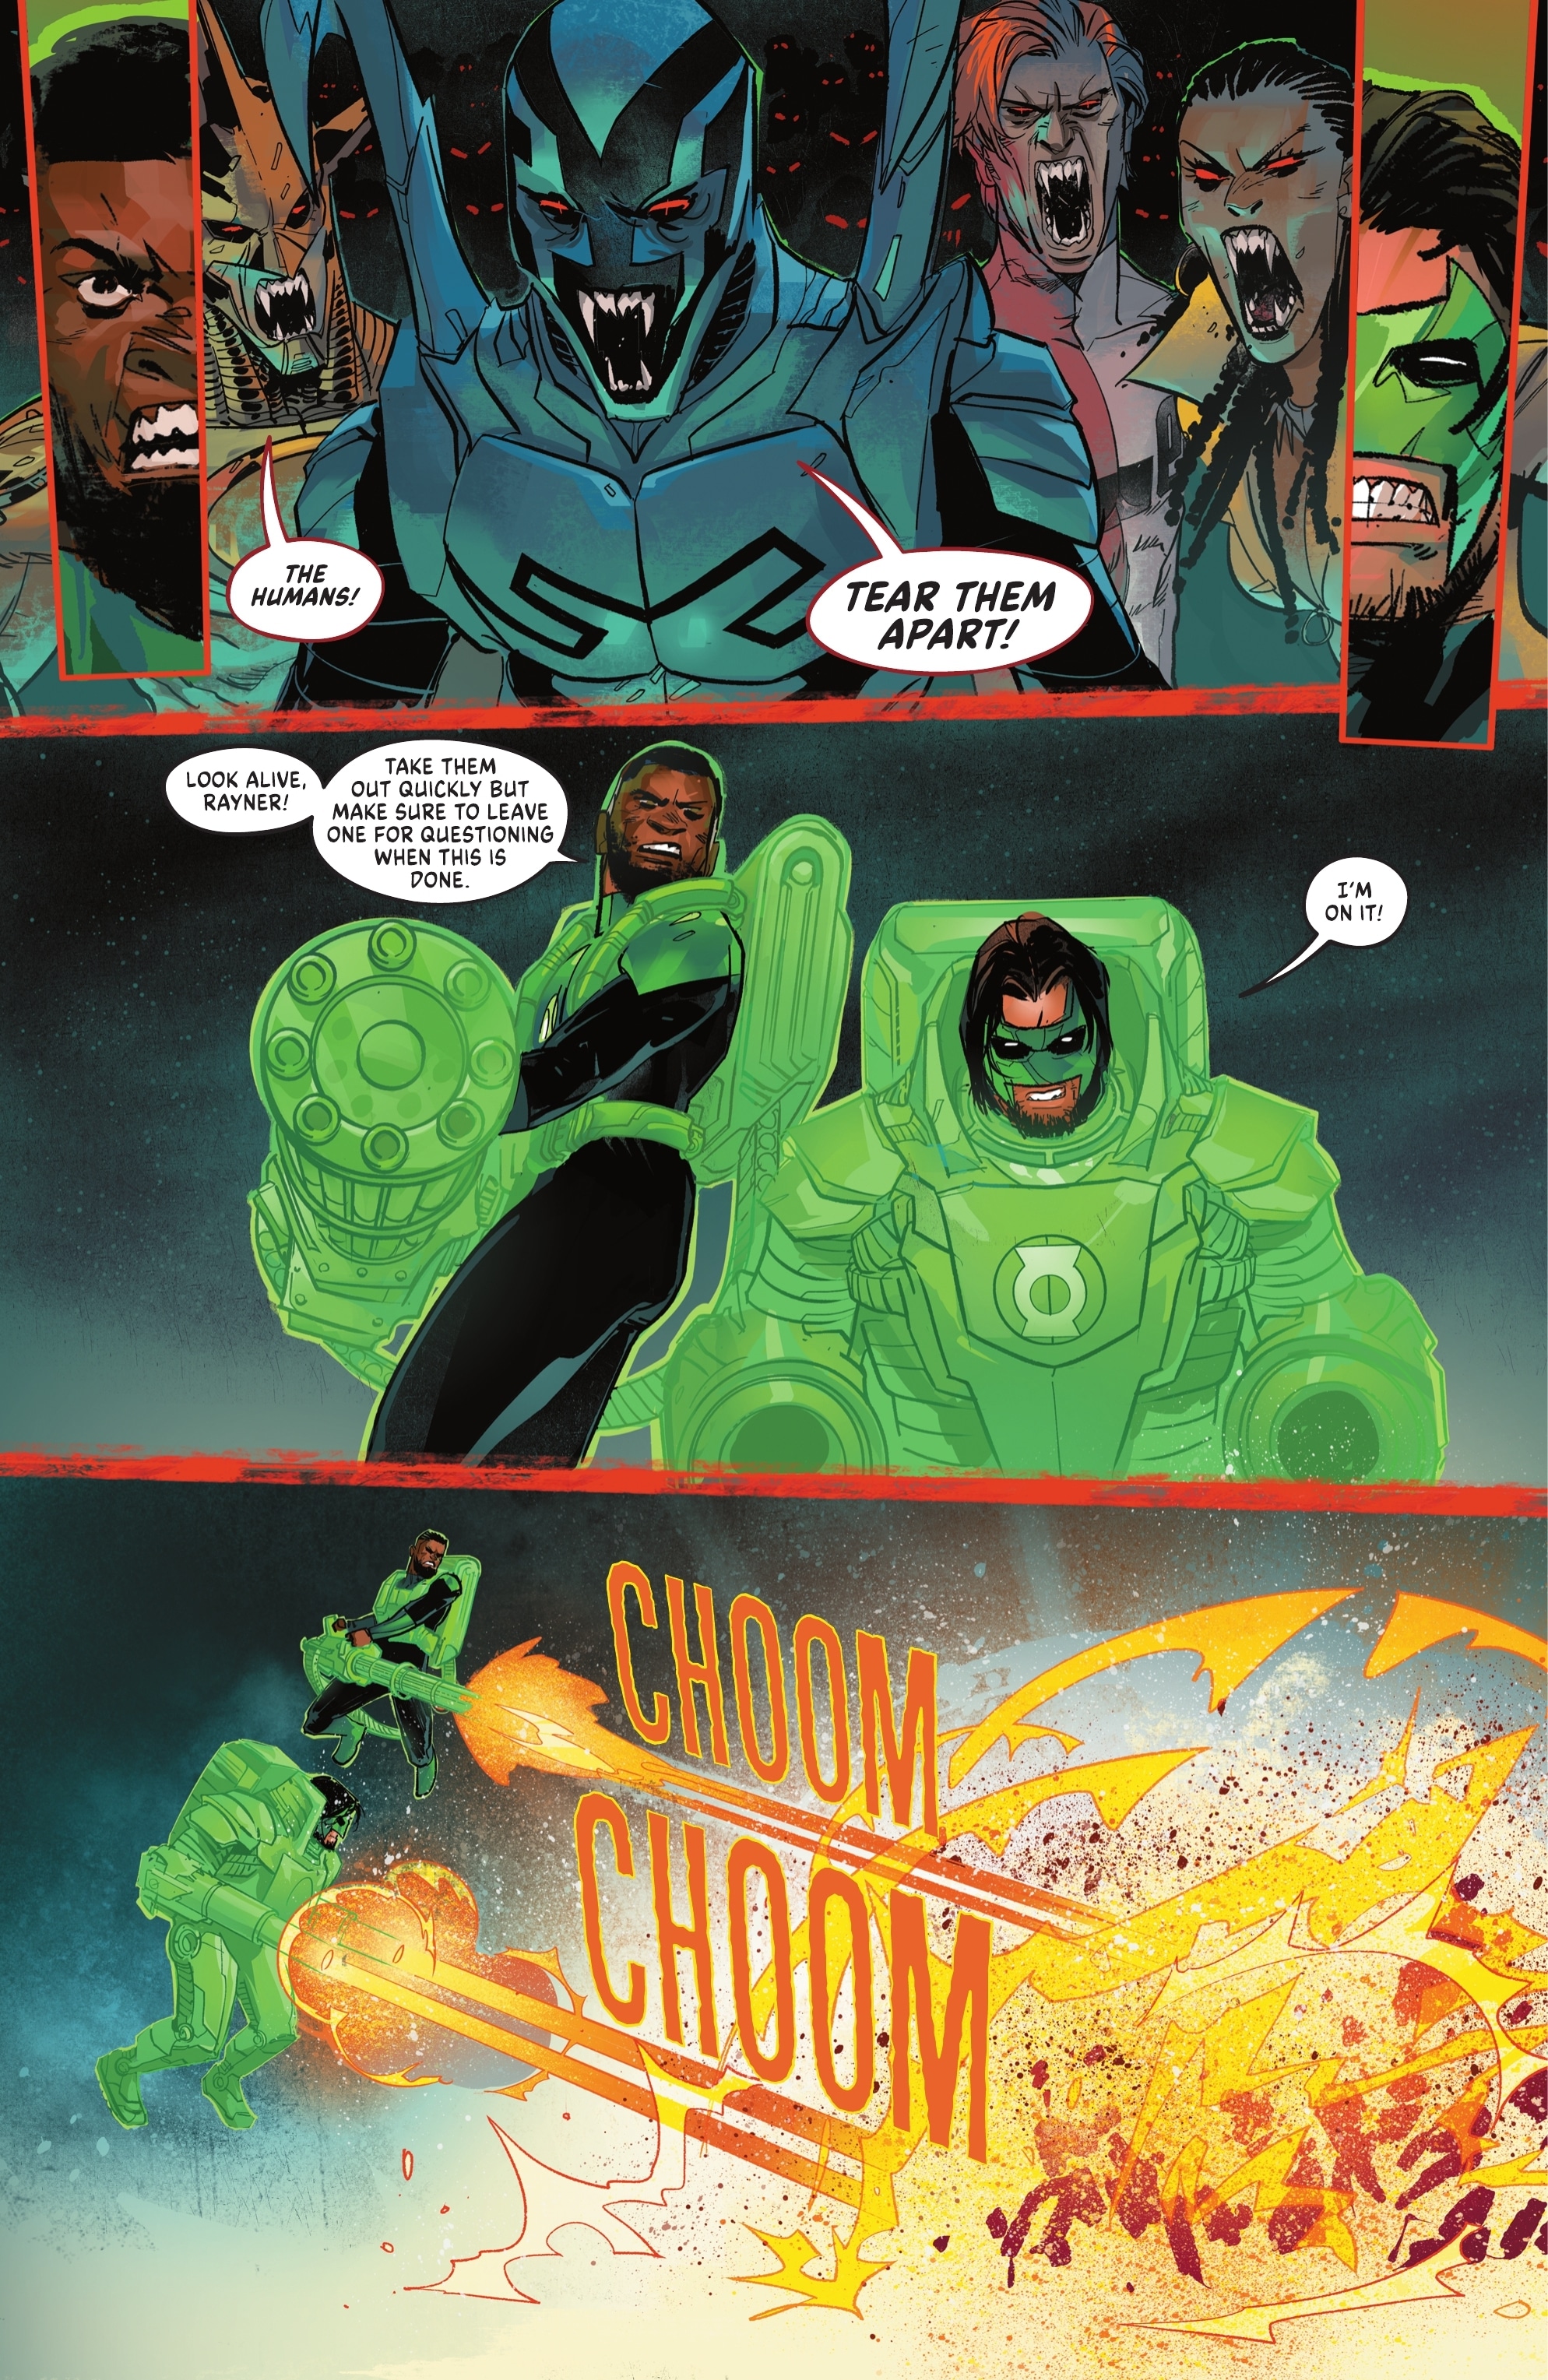 THE
HUMANS!
TEAR THEM
APART!
LOOK ALIVE,
RAYNER!
TAKE THEM
OUT QUICKLY BUT
MAKE SURE TO LEAVE
ONE FOR QUESTIONING
WHEN THIS IS
DONE.
I'M
ON IT!
CHOOM
CHOOM